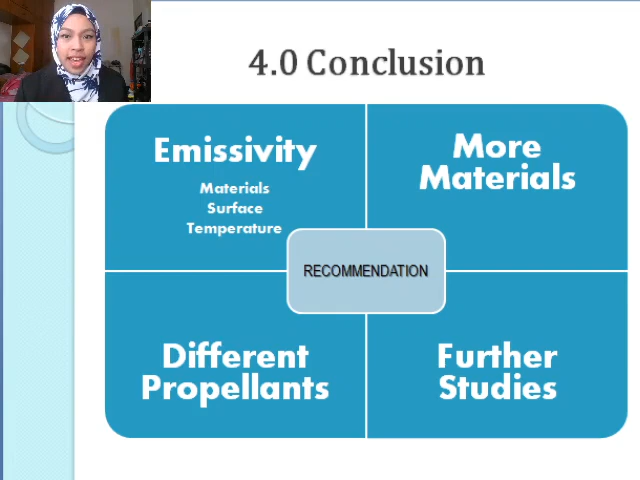 4.0 Conclusion
Emissivity
Materials
Surface
Temperature
More
Materials
RECOMMENDATION
Different
Propellants
Further
Studies